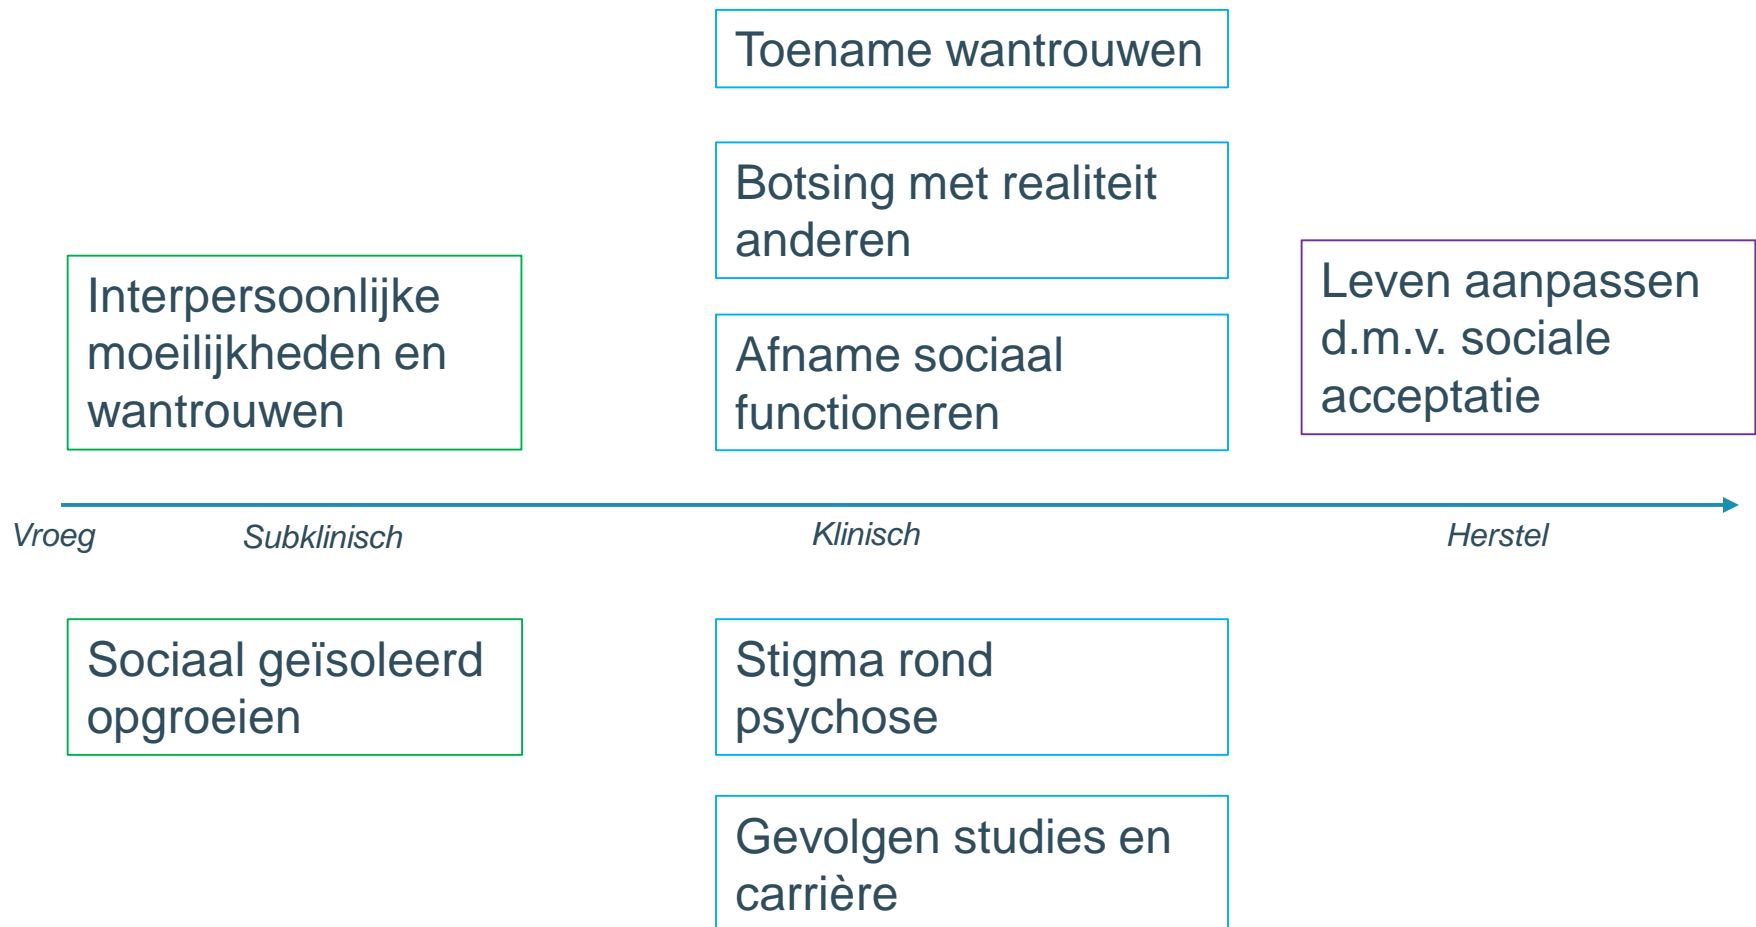 Toename wantrouwen
Botsing met realiteit
anderen
Interpersoonlijke
moeilijkheden en
wantrouwen
Afname sociaal
functioneren
Leven aanpassen
d.m.v. sociale
acceptatie
Vroeg
Subklinisch
Klinisch
Herstel
Sociaal geïsoleerd
opgroeien
Stigma rond
psychose
Gevolgen studies en
carrière